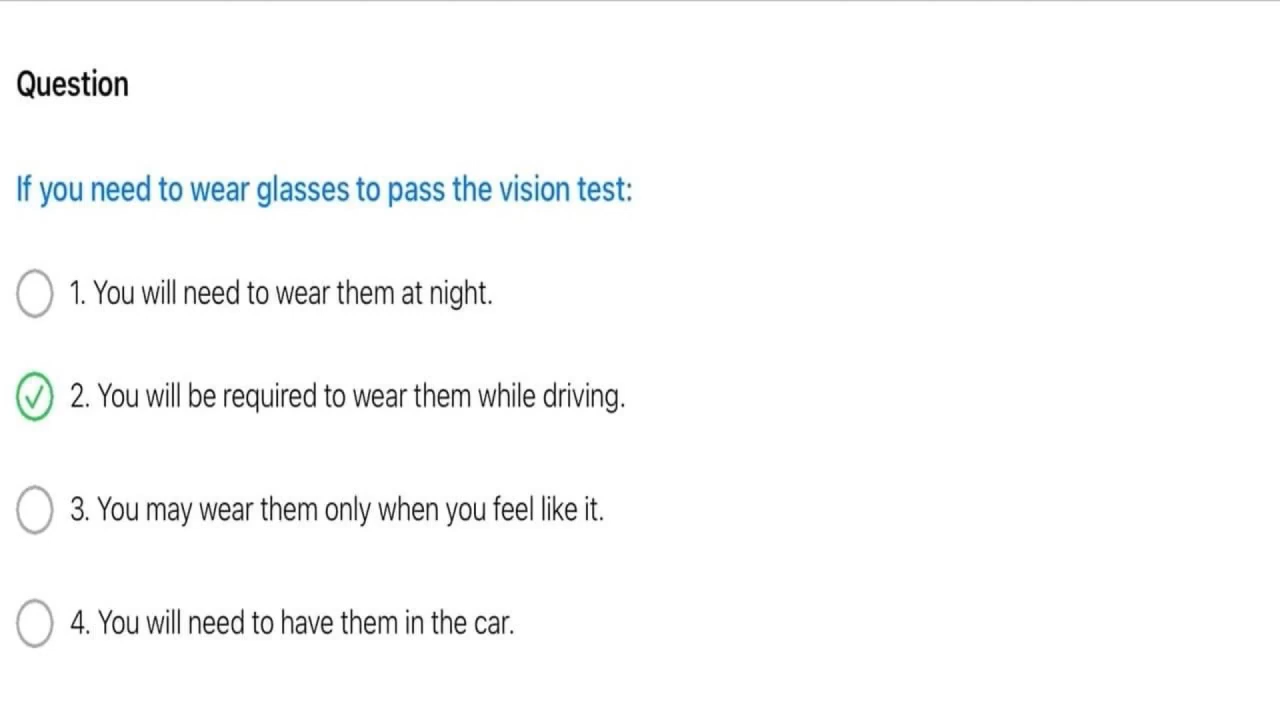 Question
If you need to wear glasses to pass the vision test:
1. You will need to wear them at night.
2. You will be required to wear them while driving.
3. You may wear them only when you feel like it.
4. You will need to have them in the car.